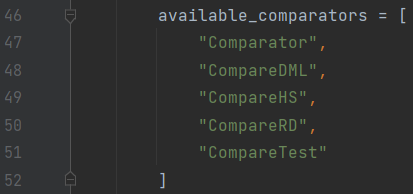 46 available_comparators = [
47 "Comparator",
48 "CompareDML",
49 "CompareHS",
50 "CompareRD",
51 "CompareTest"
52 ]